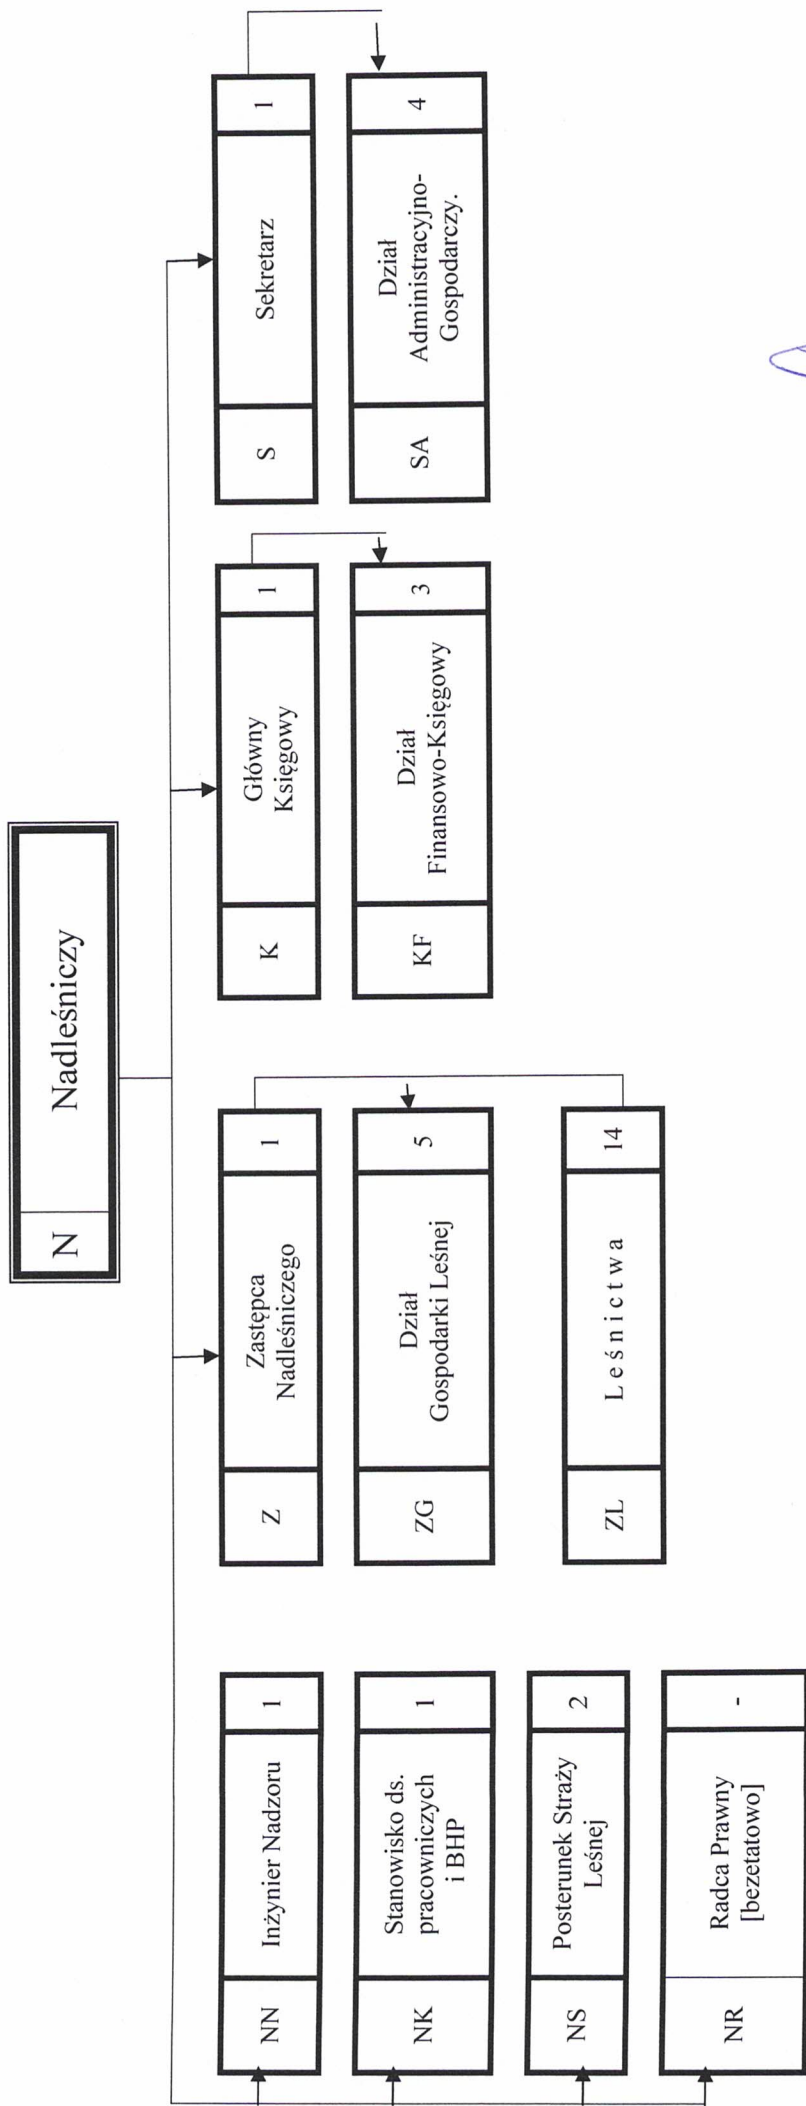 N
Nadleśniczy
NN
Inżynier Nadzoru
1
NK
Stanowisko ds.
pracowniczych
i BHP
1
NS
Posterunek Straży
Leśnej
2
NR
Radca Prawny
[bezetatowo]
-
Z
Zastępca
Nadleśniczego
1
ZG
Dział
Gospodarki Leśnej
5
ZL
L e ś n i c t w a
14
K
Główny
Księgowy
1
KF
Dział
Finansowo-Księgowy
3
S
Sekretarz
1
SA
Dział
Administracyjno-
Gospodarczy.
4